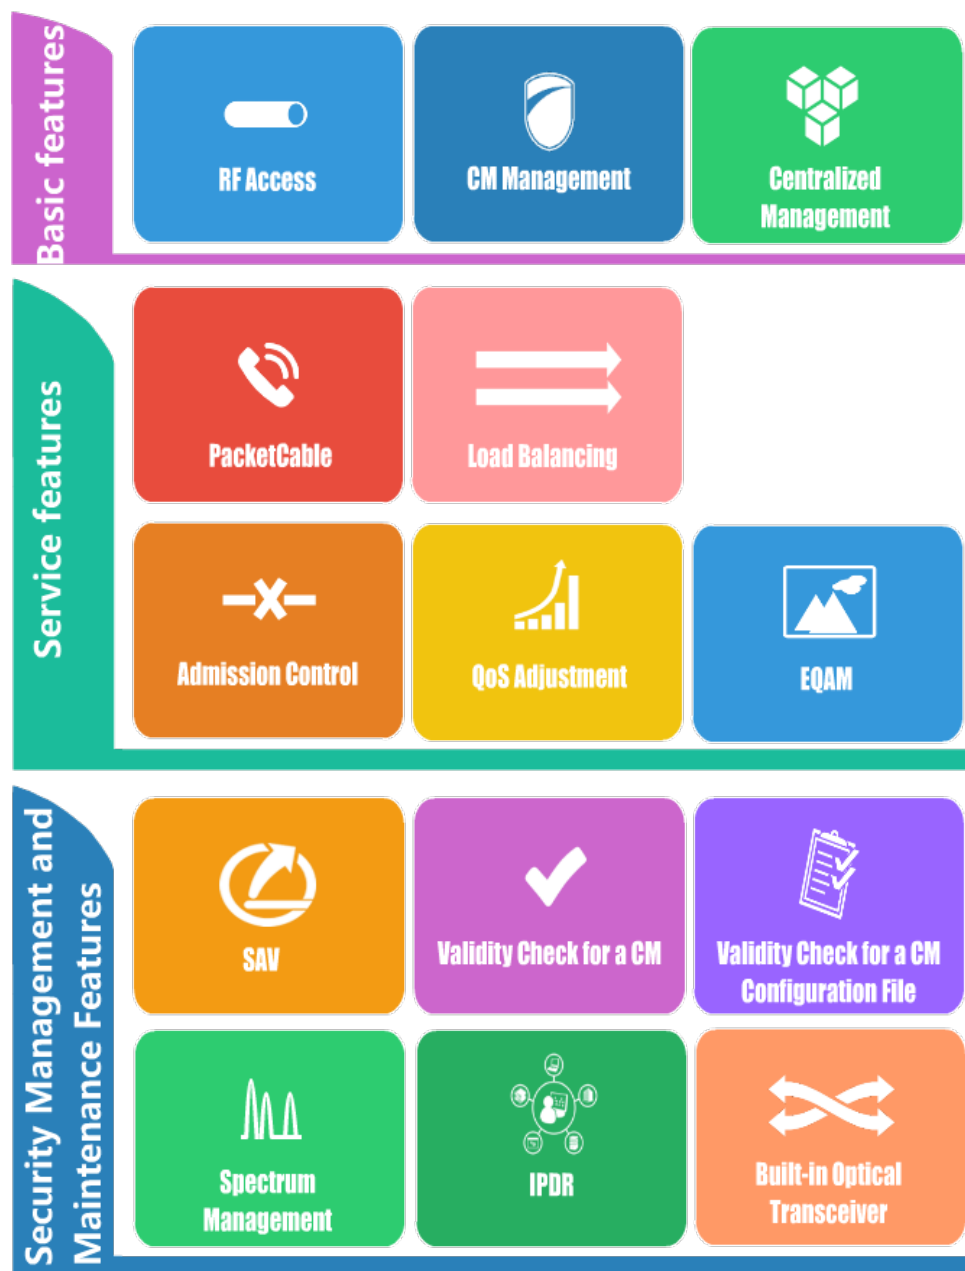 Basic features
RF Access
CM Management
Centralized
Management
Service features
PacketCable
Load Balancing
Admission Control
QoS Adjustment
EQAM
Security Management and
Maintenance Features
SAV
Validity Check for a CM
Validity Check for a CM
Configuration File
Spectrum
Management
IPDR
Built-in Optical
Transceiver